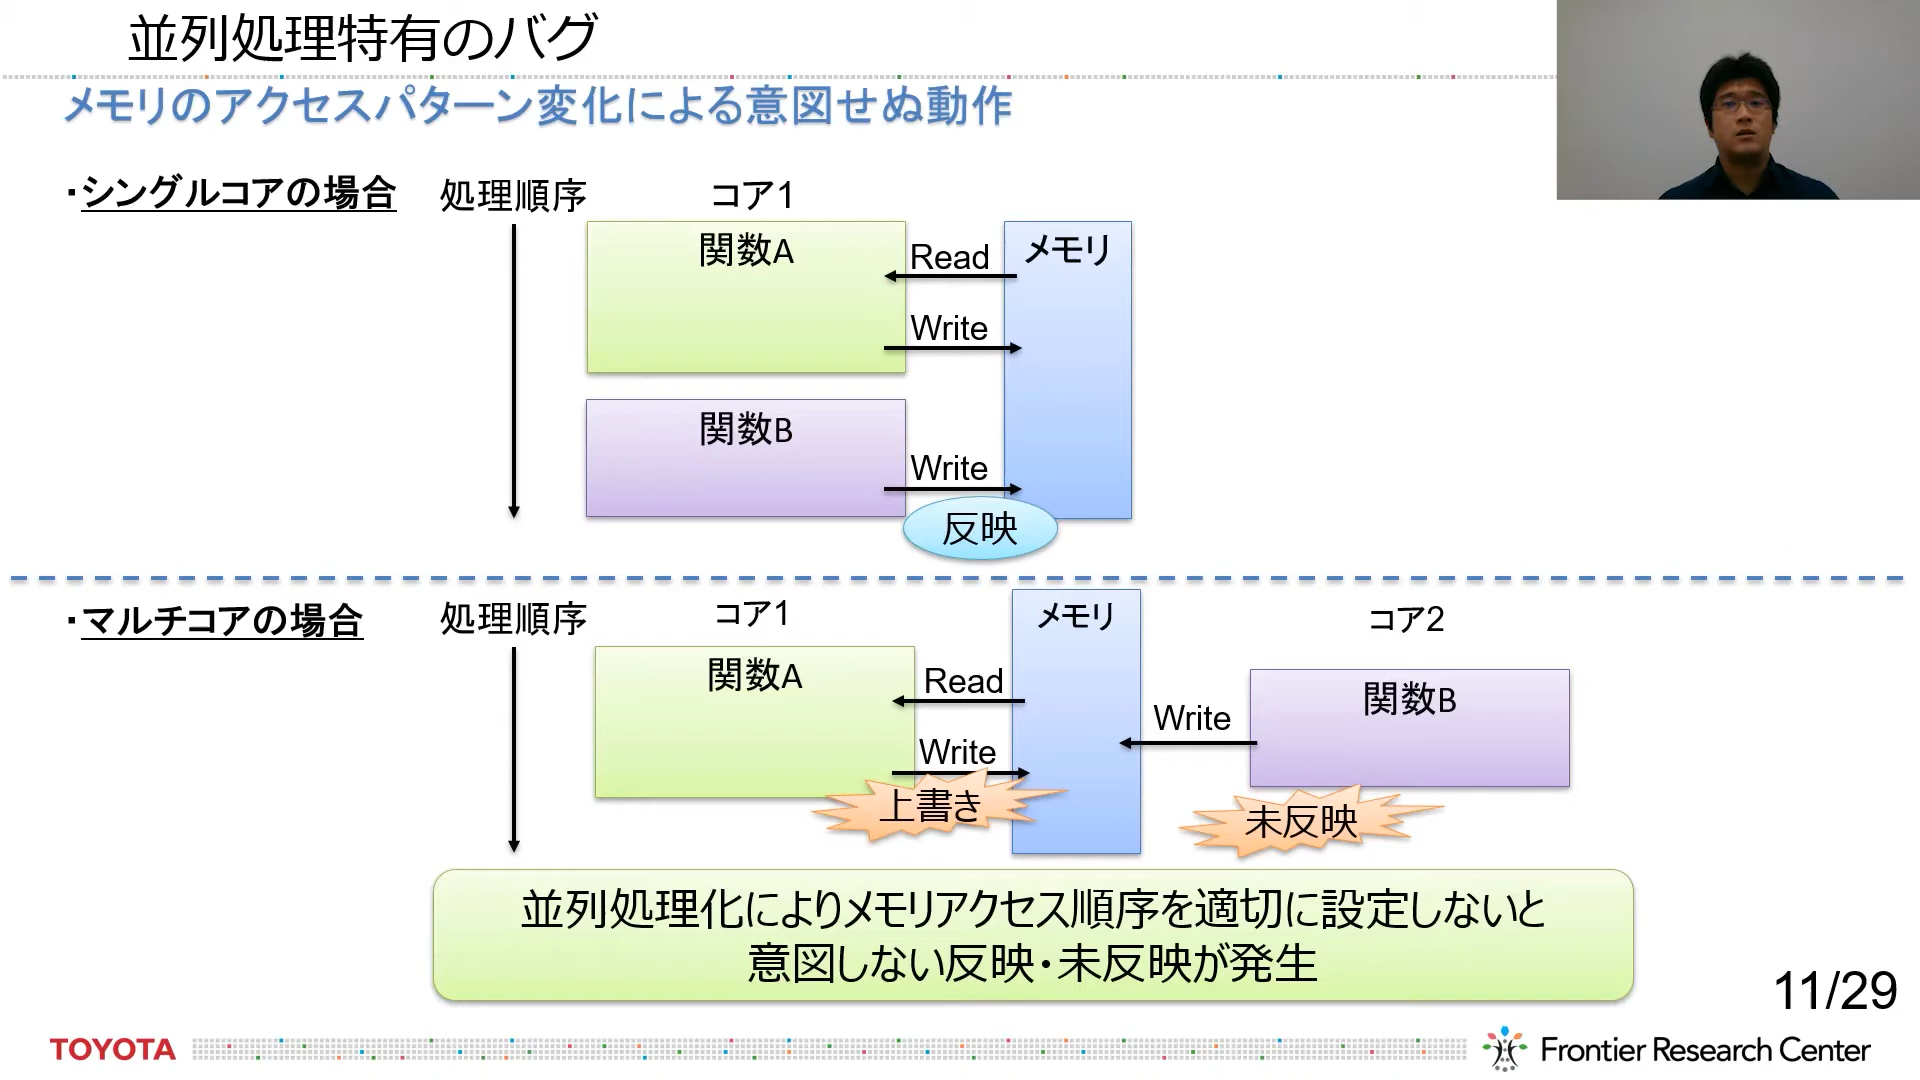 並列処理特有のバグ
メモリのアクセスパターン変化による意図せぬ動作
・シングルコアの場合
処理順序
コア1
関数A
Read
メモリ
Write
関数B
Write
反映
・マルチコアの場合
処理順序
コア1
メモリ
コア2
関数A
Read
関数B
Write
Write
上書き
未反映
並列処理化によりメモリアクセス順序を適切に設定しないと
意図しない反映・未反映が発生
11/29
TOYOTA
Frontier Research Center